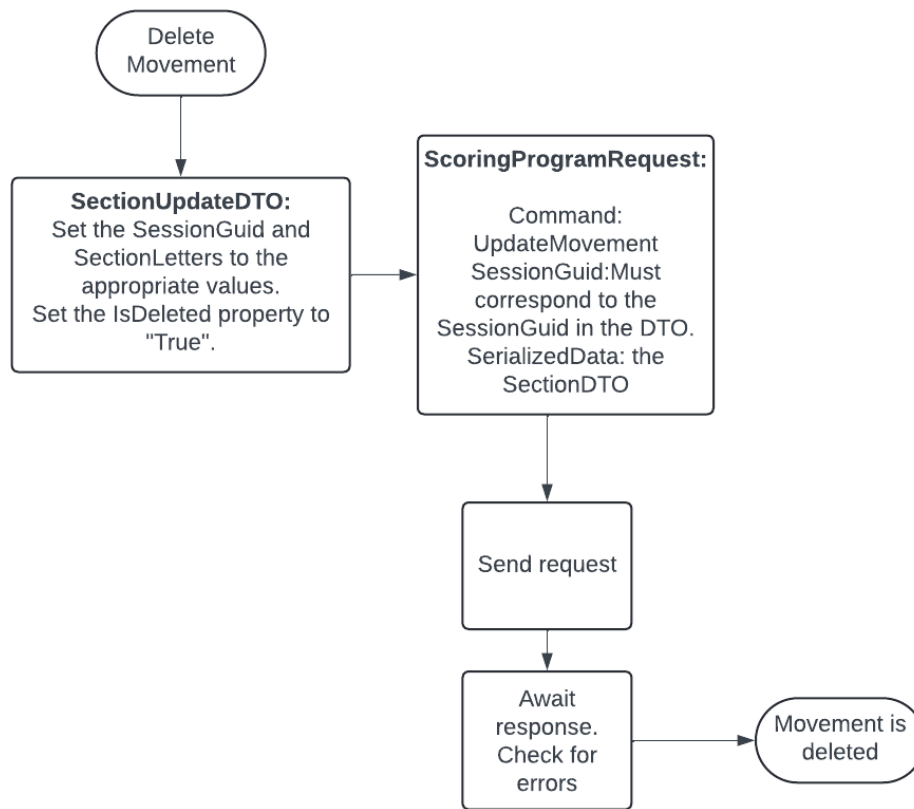 Delete
Movement
SectionUpdateDTO:
Set the SessionGuid and
SectionLetters to the
appropriate values.
Set the IsDeleted property to
"True".
ScoringProgramRequest:
Command:
UpdateMovement
SessionGuid:Must
correspond to the
SessionGuid in the DTO.
SerializedData: the
SectionDTO
Send request
Await
response.
Check for
errors
Movement is
deleted